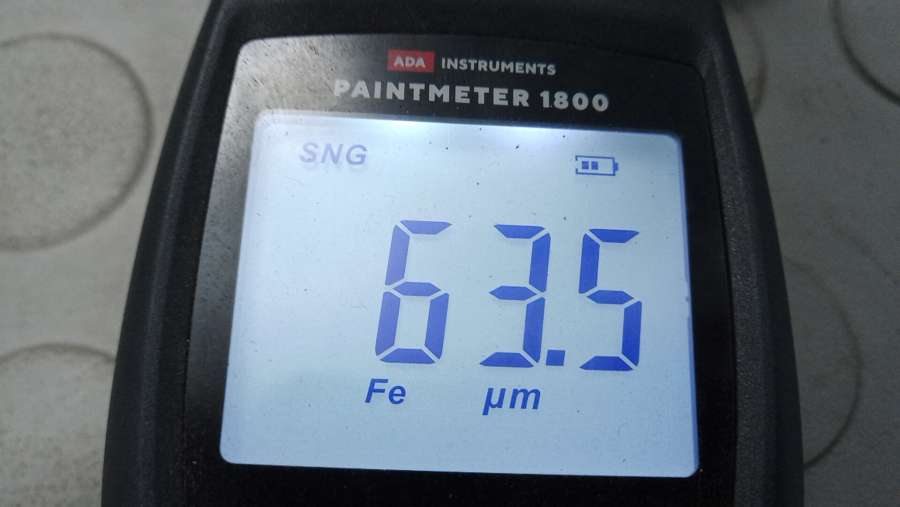 ADA INSTRUMENTS
PAINTMETER 1800
SNG
63.5
Fe µm